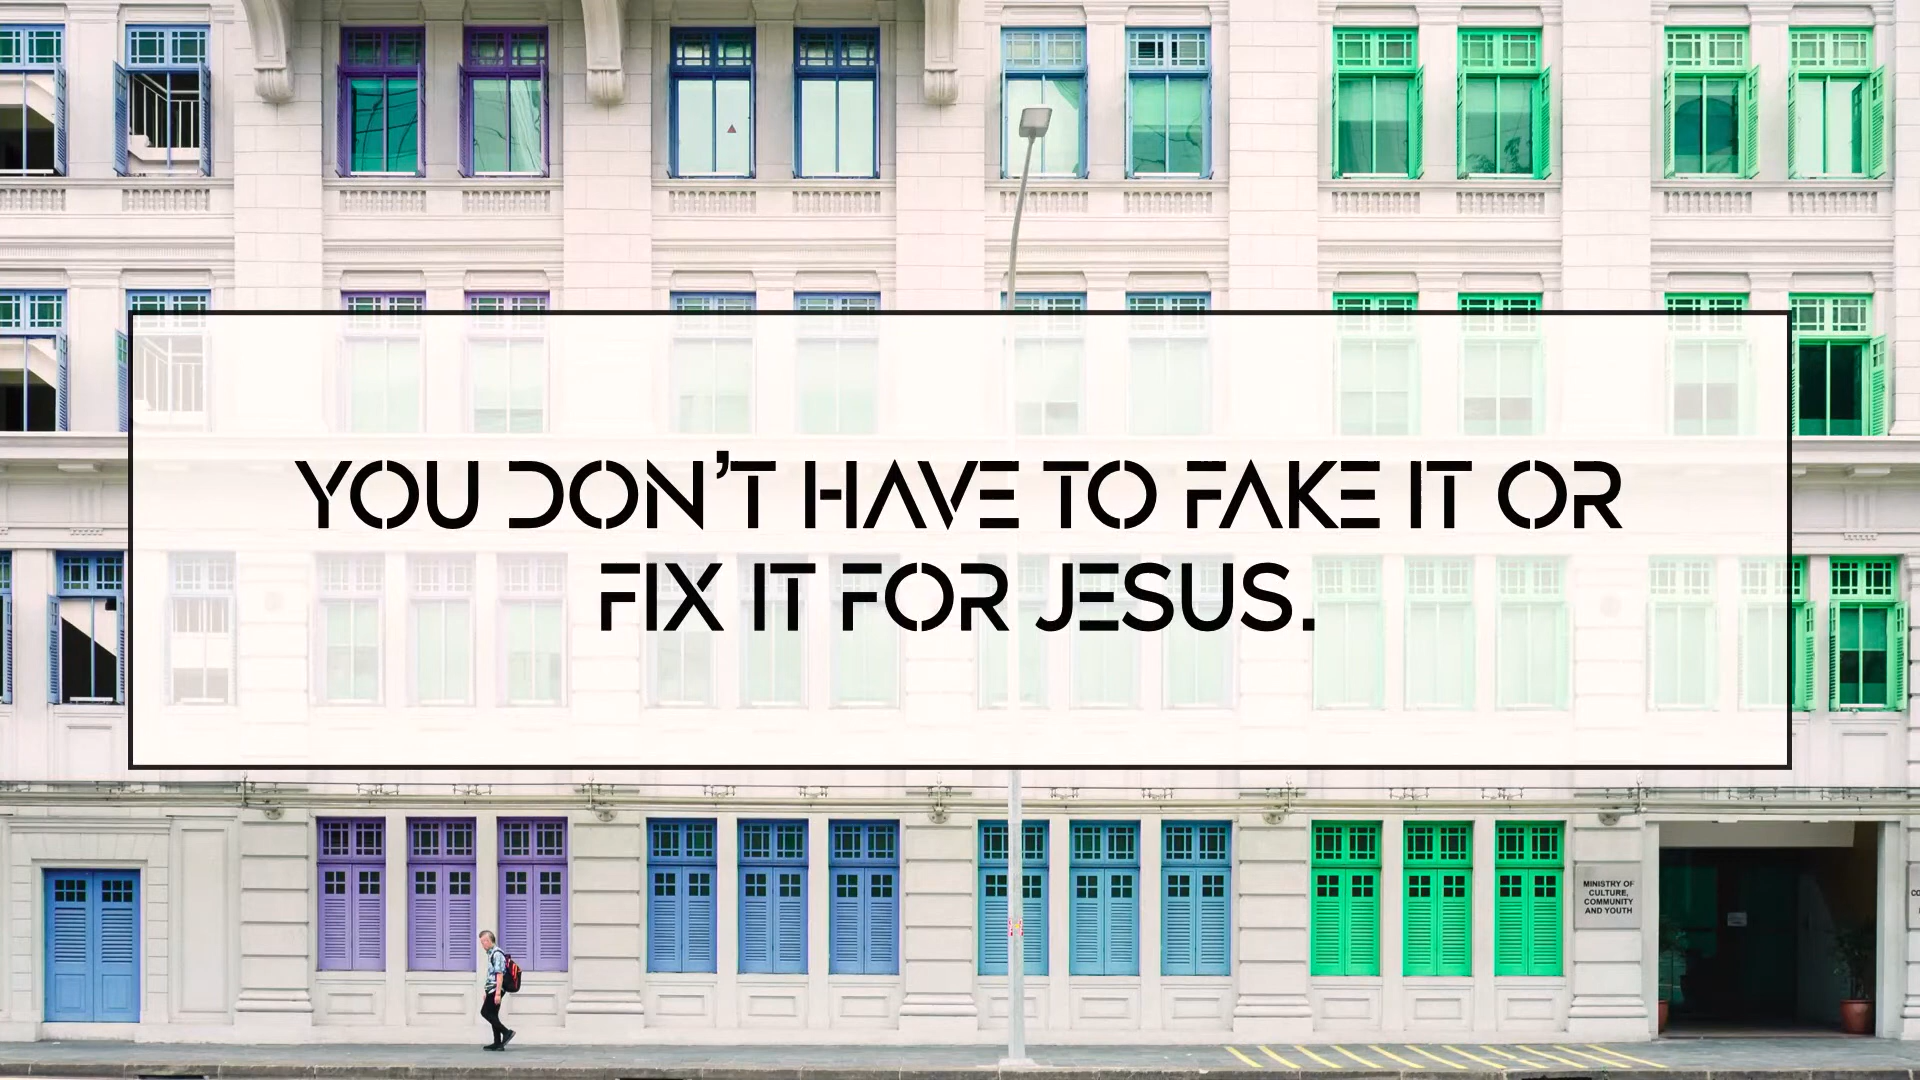 YOU DON’T HAVE TO FAKE IT OR
FIX IT FOR JESUS.
MINISTRY OF
CULTURE,
COMMUNITY
AND YOUTH